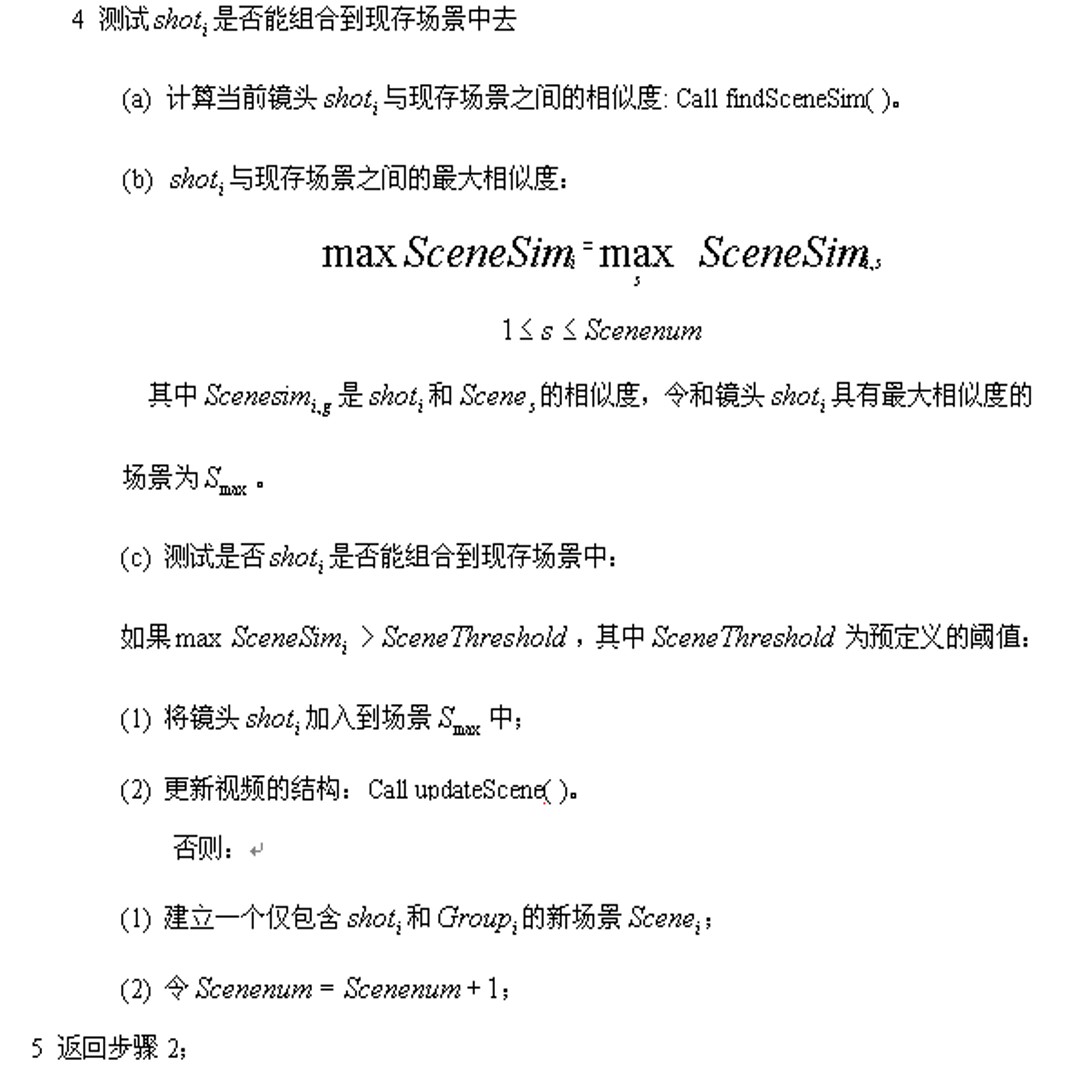 4 测试 shot_i 是否能组合到现存场景中去
(a) 计算当前镜头 shot_i 与现存场景之间的相似度: Call findSceneSim( )。
(b) shot_i 与现存场景之间的最大相似度：
max SceneSim_i = max_s SceneSim_i,s
1 ≤ s ≤ Scenenum
其中 Scenesim_i,g 是 shot_i 和 Scene_s 的相似度，令和镜头 shot_i 具有最大相似度的
场景为 S_max 。
(c) 测试是否 shot_i 是否能组合到现存场景中：
如果 max SceneSim_i > SceneThreshold ，其中 SceneThreshold 为预定义的阈值：
(1) 将镜头 shot_i 加入到场景 S_max 中；
(2) 更新视频的结构：Call updateScene( )。
否则：↵
(1) 建立一个仅包含 shot_i 和 Group_i 的新场景 Scene_i；
(2) 令 Scenenum = Scenenum + 1；
5 返回步骤 2；